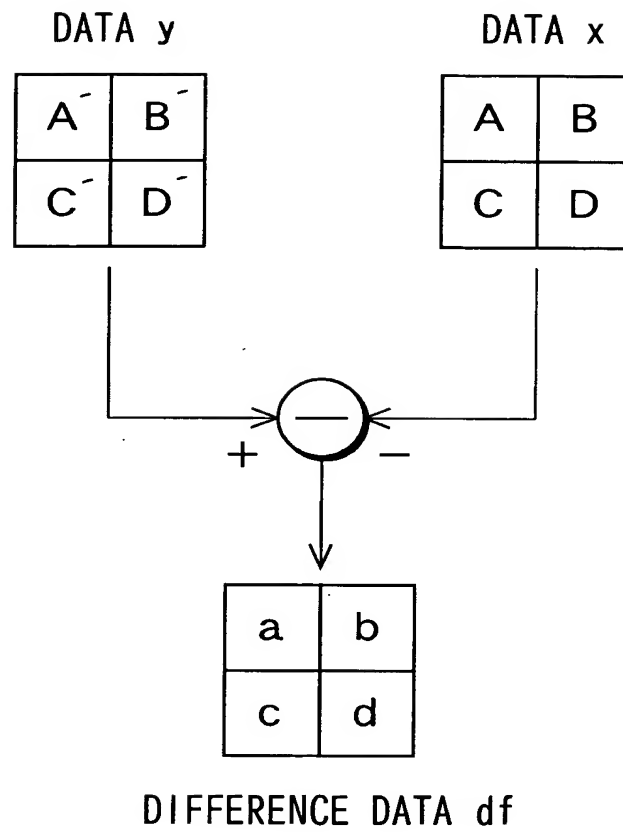 DATA y
DATA x
A´ B´
A B
C´ D´
C D
+ −
a b
c d
DIFFERENCE DATA df